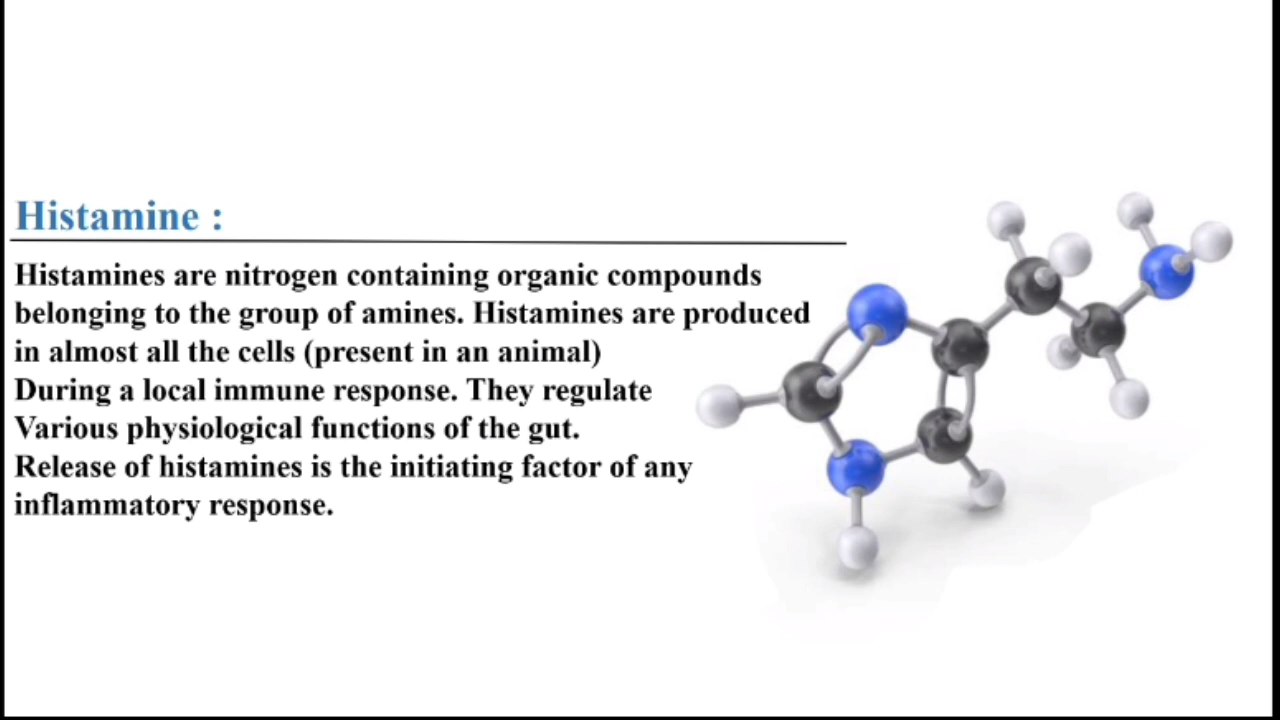 Histamine :
Histamines are nitrogen containing organic compounds
belonging to the group of amines. Histamines are produced
in almost all the cells (present in an animal)
During a local immune response. They regulate
Various physiological functions of the gut.
Release of histamines is the initiating factor of any
inflammatory response.